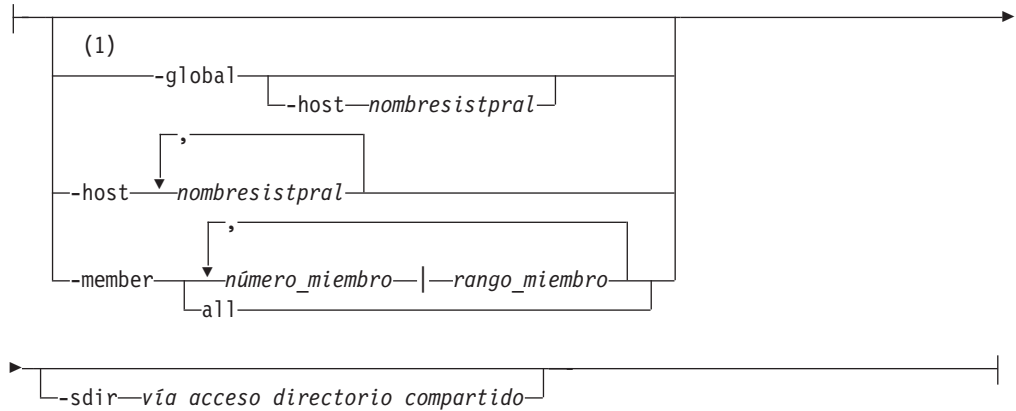 (1)
-global
-host nombresistpral
,
-host nombresistpral
,
-member número_miembro | rango_miembro
all
-sdir vía acceso directorio compartido